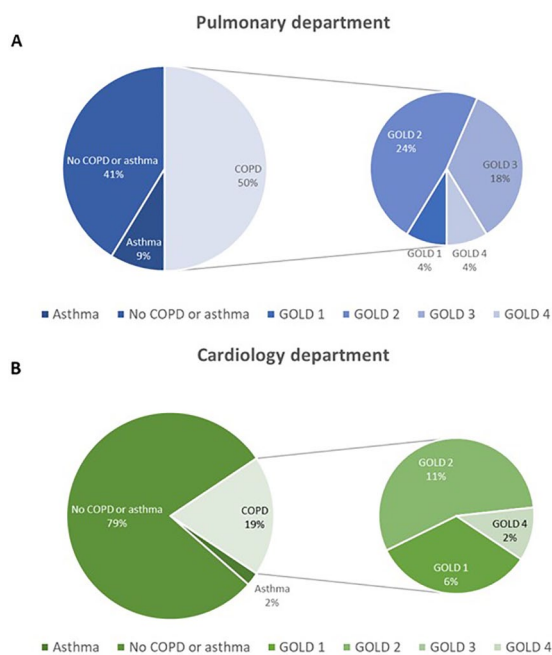 Pulmonary department
A
No COPD or asthma
41%
COPD
50%
Asthma
9%
GOLD 2
24%
GOLD 3
18%
GOLD 1
4%
GOLD 4
4%
Asthma No COPD or asthma GOLD 1 GOLD 2 GOLD 3 GOLD 4
Cardiology department
B
No COPD or asthma
79%
COPD
19%
Asthma
2%
GOLD 2
11%
GOLD 4
2%
GOLD 1
6%
Asthma No COPD or asthma GOLD 1 GOLD 2 GOLD 3 GOLD 4